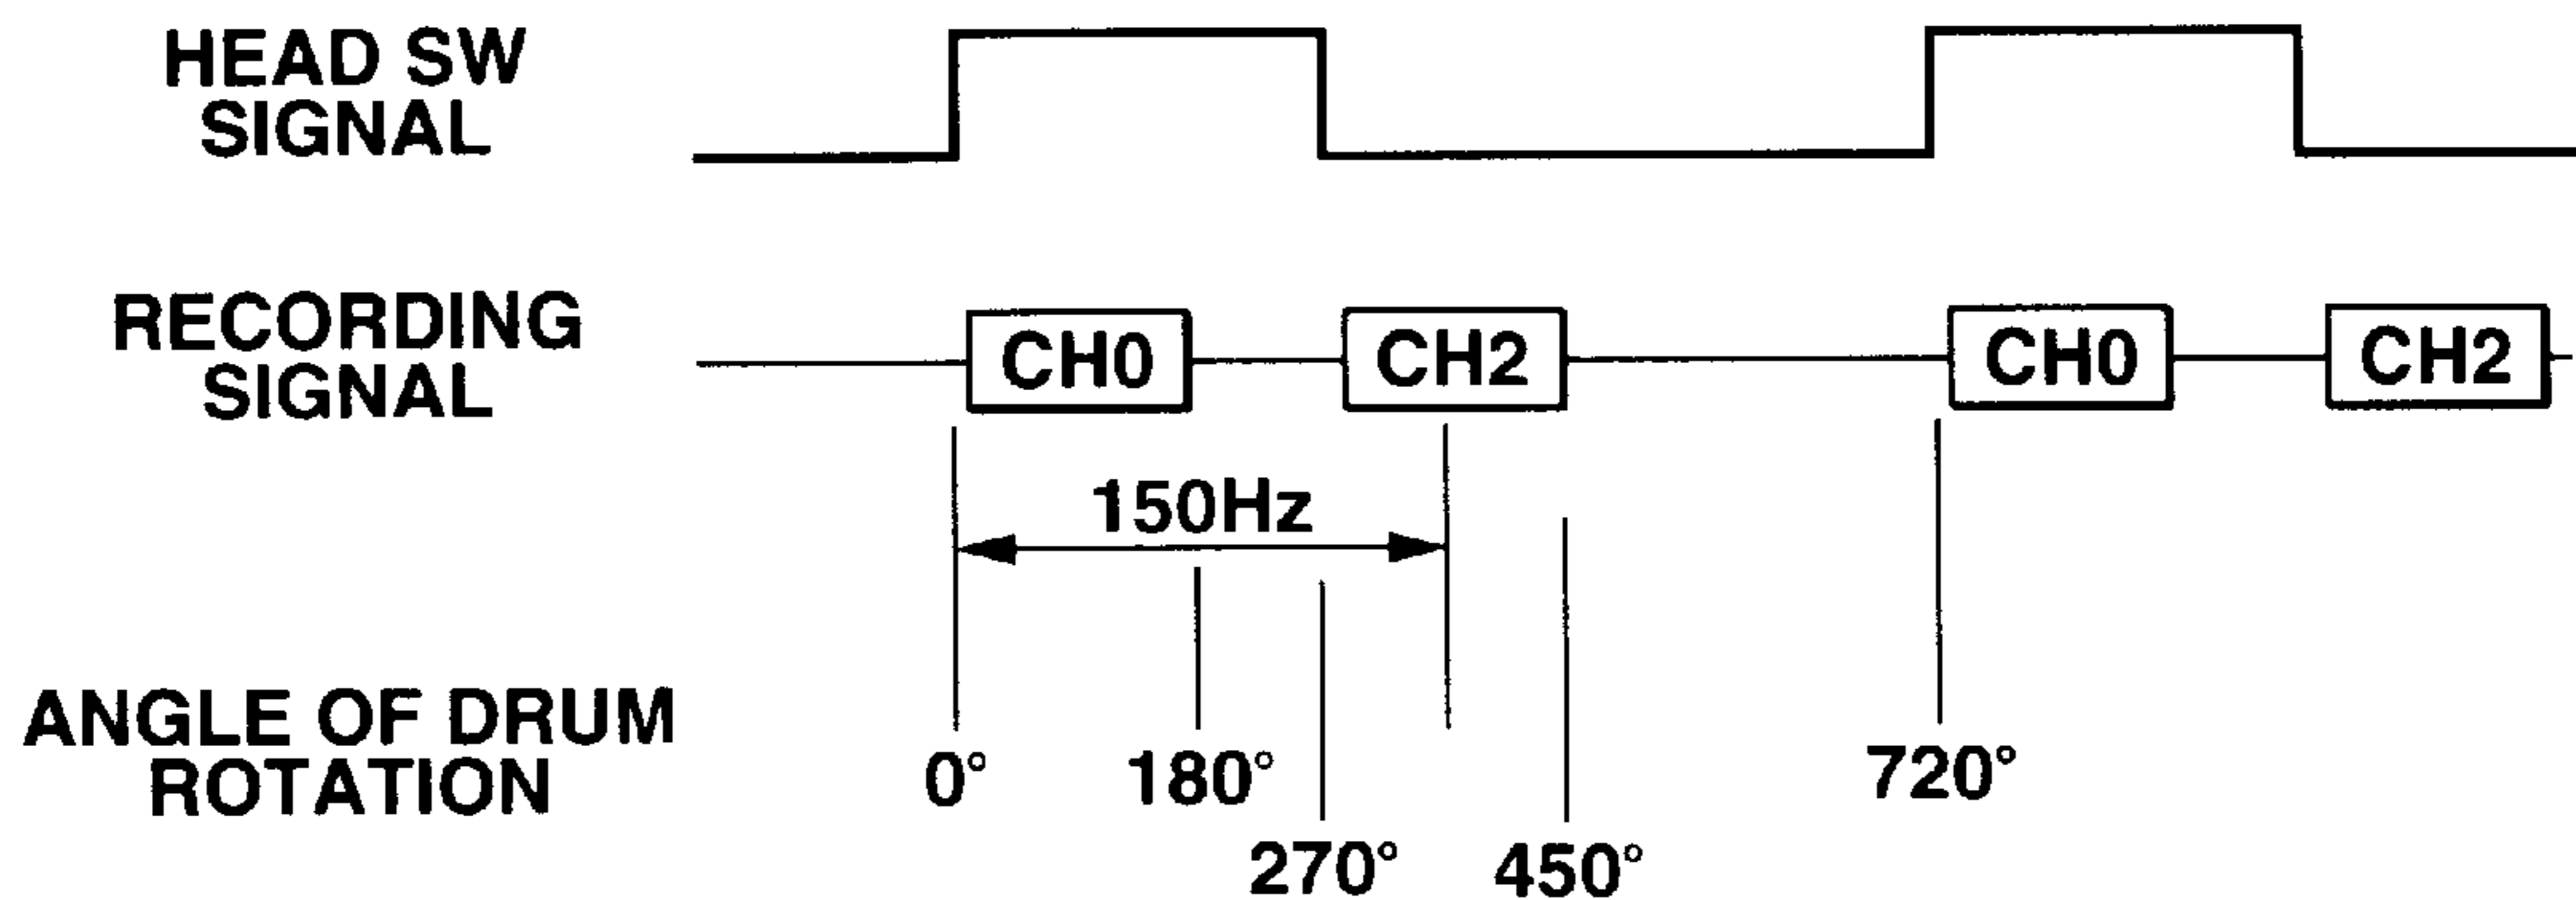 HEAD SW
SIGNAL
RECORDING
SIGNAL
CH0 CH2 CH0 CH2
150Hz
ANGLE OF DRUM
ROTATION
0° 180° 720°
270° 450°